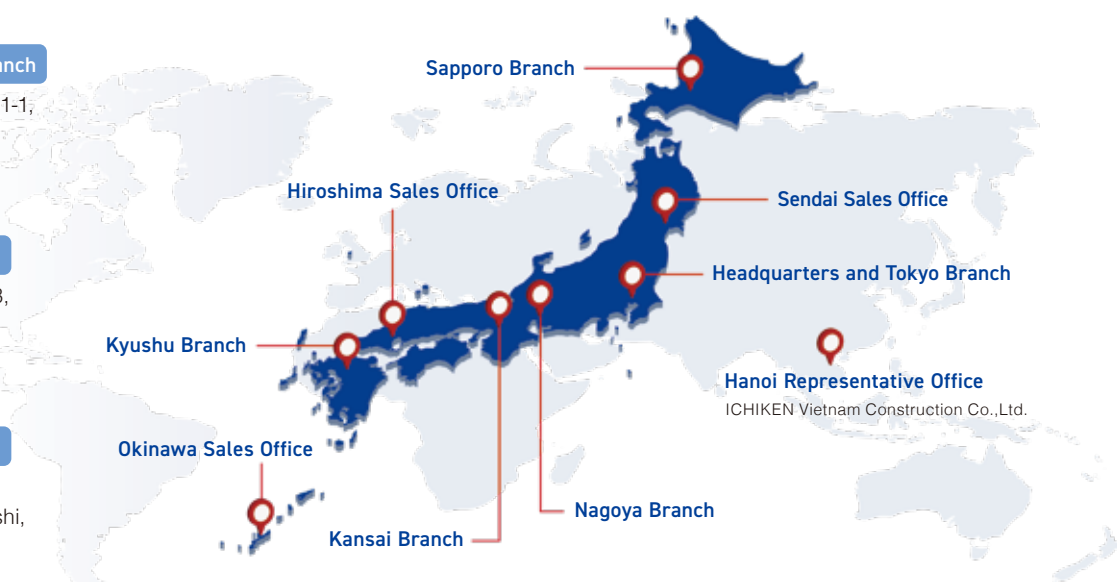 anch
1-1,
3,
shi,
Sapporo Branch
Hiroshima Sales Office
Sendai Sales Office
Headquarters and Tokyo Branch
Kyushu Branch
Hanoi Representative Office
ICHIKEN Vietnam Construction Co.,Ltd.
Okinawa Sales Office
Nagoya Branch
Kansai Branch